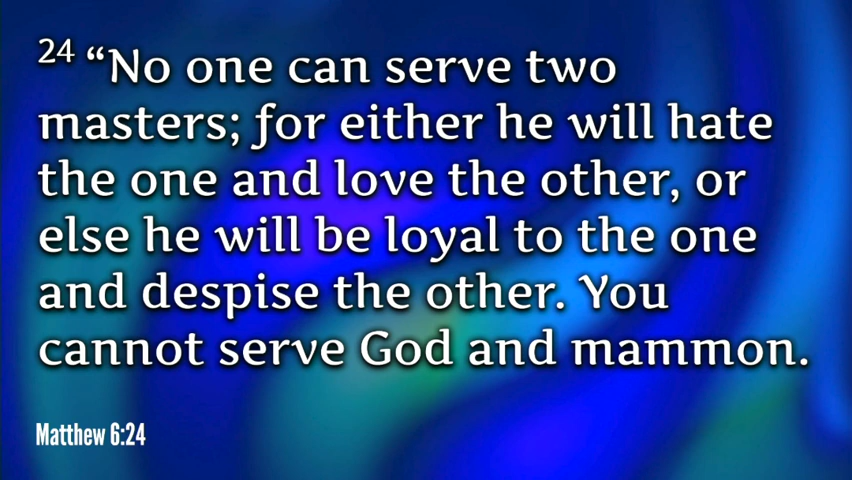 24 “No one can serve two
masters; for either he will hate
the one and love the other, or
else he will be loyal to the one
and despise the other. You
cannot serve God and mammon.
Matthew 6:24